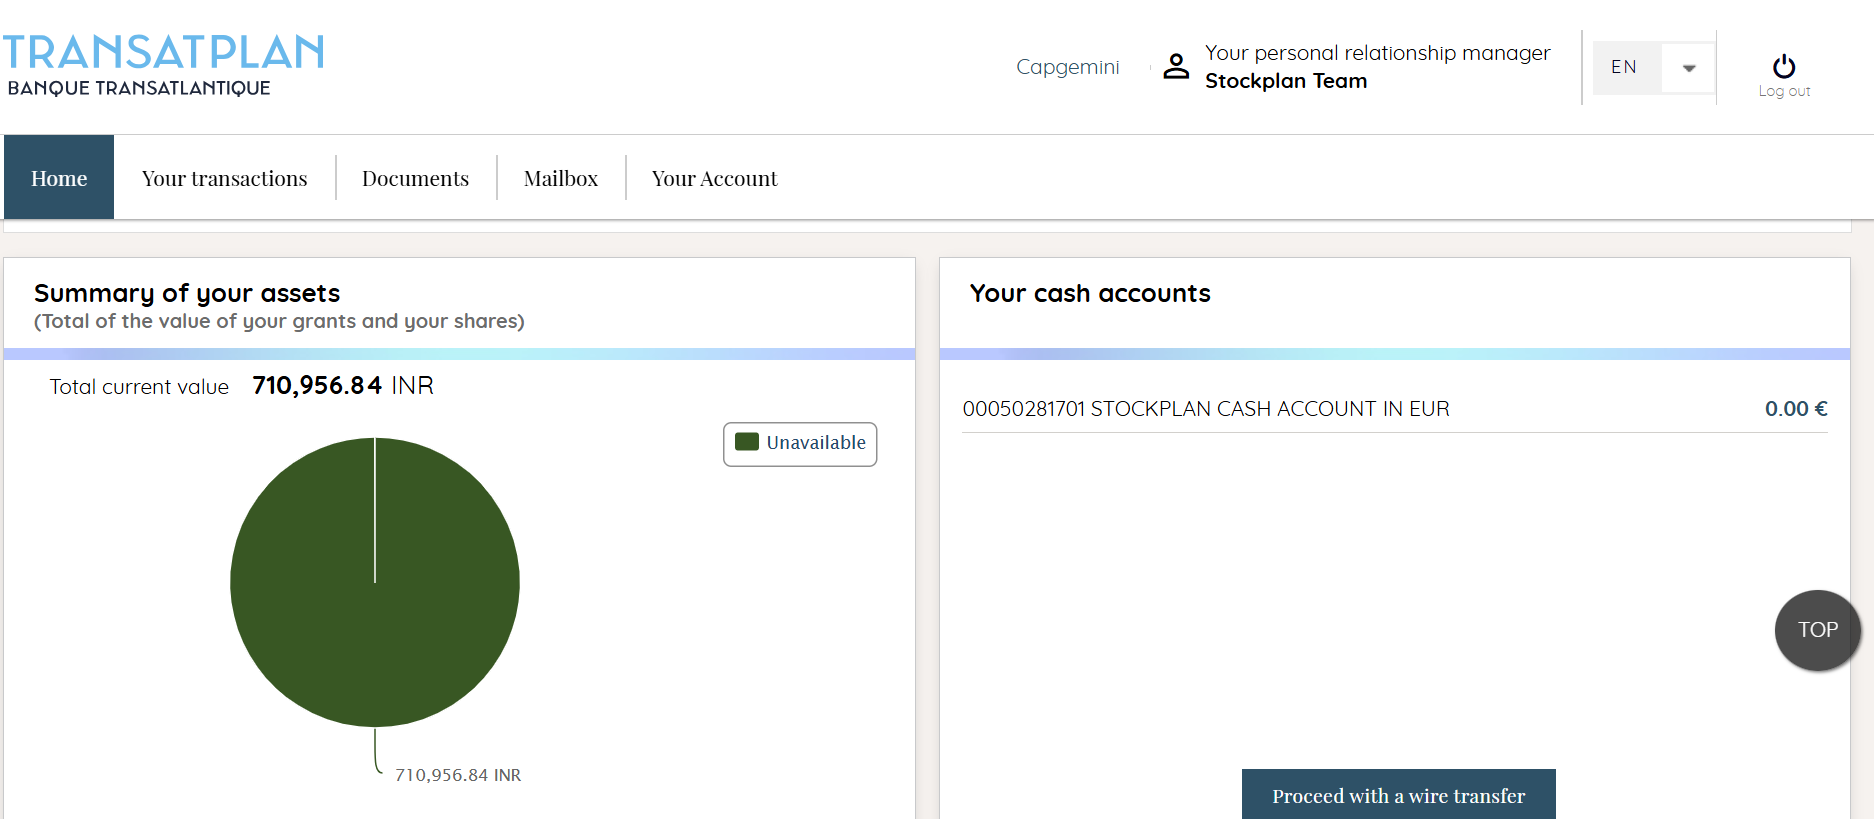 TRANSATPLAN
BANQUE TRANSATLANTIQUE
Capgemini
Your personal relationship manager
Stockplan Team
EN
Log out
Home
Your transactions
Documents
Mailbox
Your Account
Summary of your assets
(Total of the value of your grants and your shares)
Total current value 710,956.84 INR
Unavailable
710,956.84 INR
Your cash accounts
00050281701 STOCKPLAN CASH ACCOUNT IN EUR 0.00 €
TOP
Proceed with a wire transfer